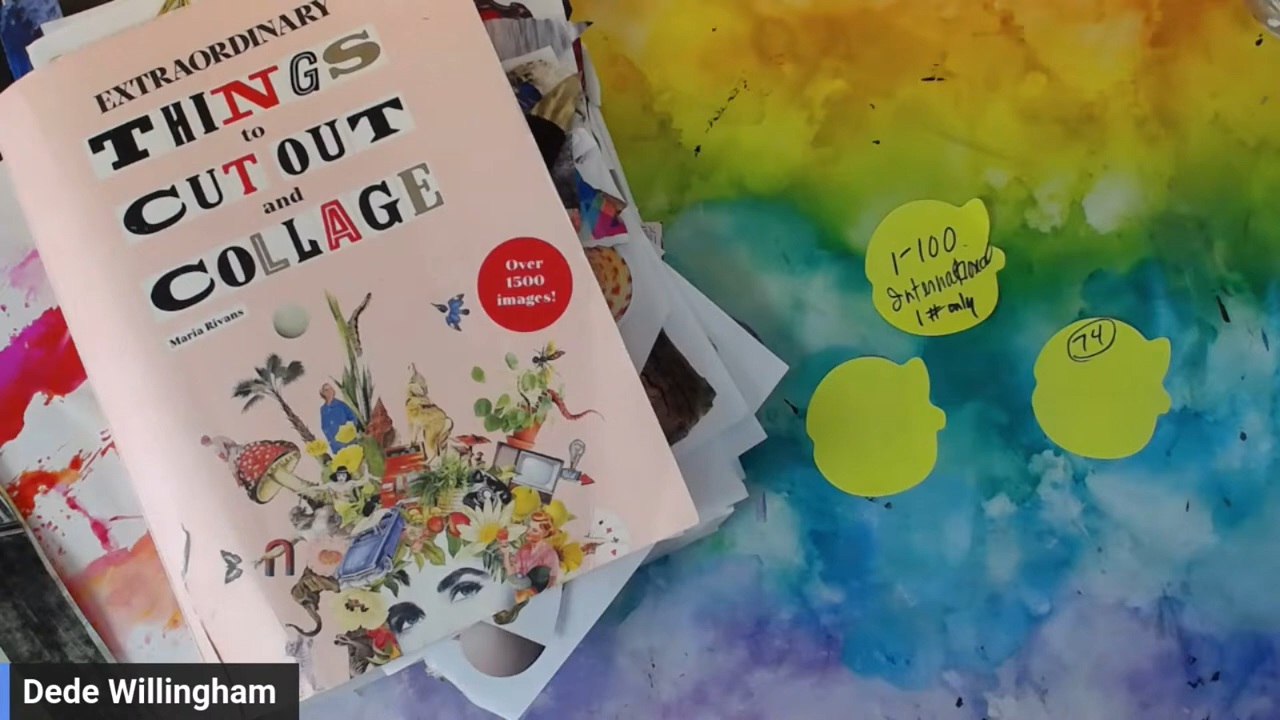 EXTRAORDINARY
THINGS
to
CUT OUT
and
COLLAGE
Maria Rivans
Over
1500
images!
1-100
International
1 # only
74
Dede Willingham